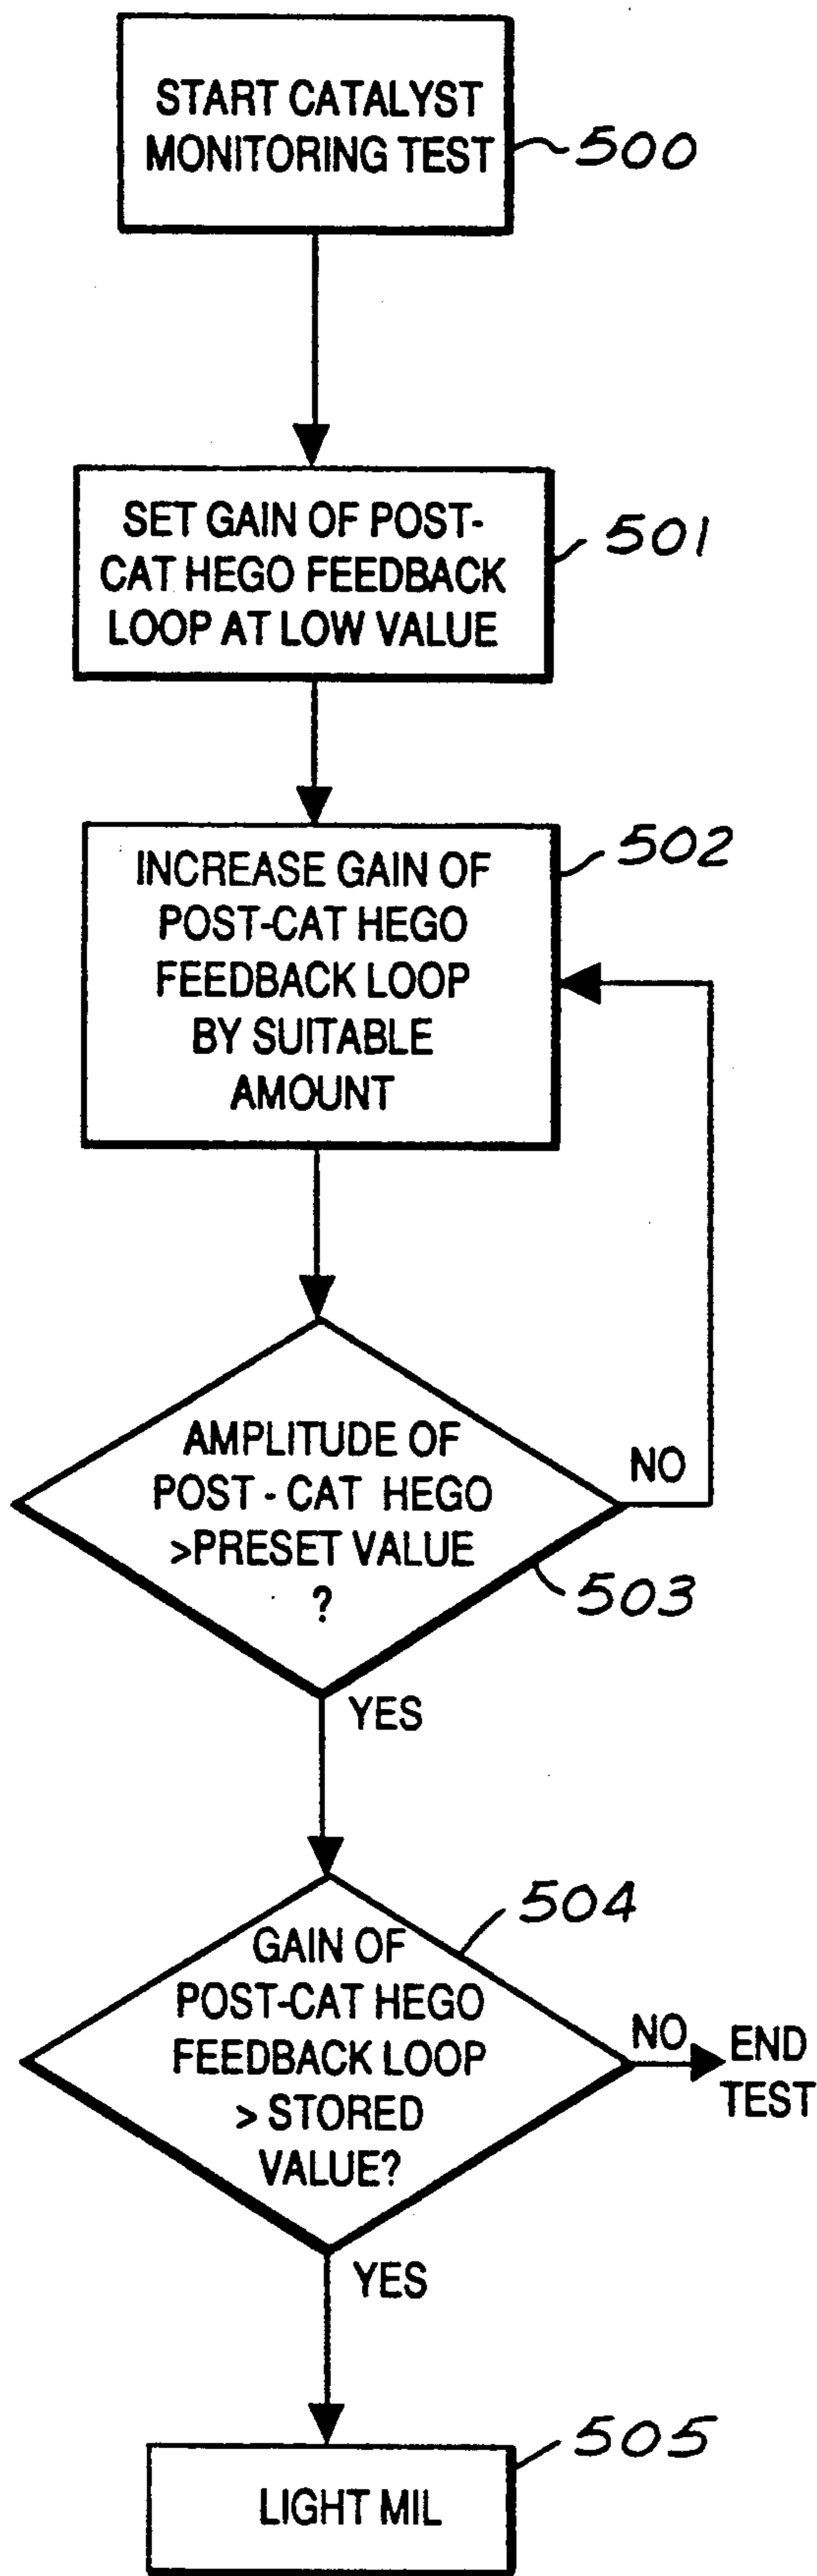 START CATALYST
MONITORING TEST
500
SET GAIN OF POST-
CAT HEGO FEEDBACK
LOOP AT LOW VALUE
501
INCREASE GAIN OF
POST-CAT HEGO
FEEDBACK LOOP
BY SUITABLE
AMOUNT
502
AMPLITUDE OF
POST - CAT HEGO
>PRESET VALUE
?
NO
503
YES
504
GAIN OF
POST-CAT HEGO
FEEDBACK LOOP
> STORED
VALUE?
NO
END
TEST
YES
505
LIGHT MIL